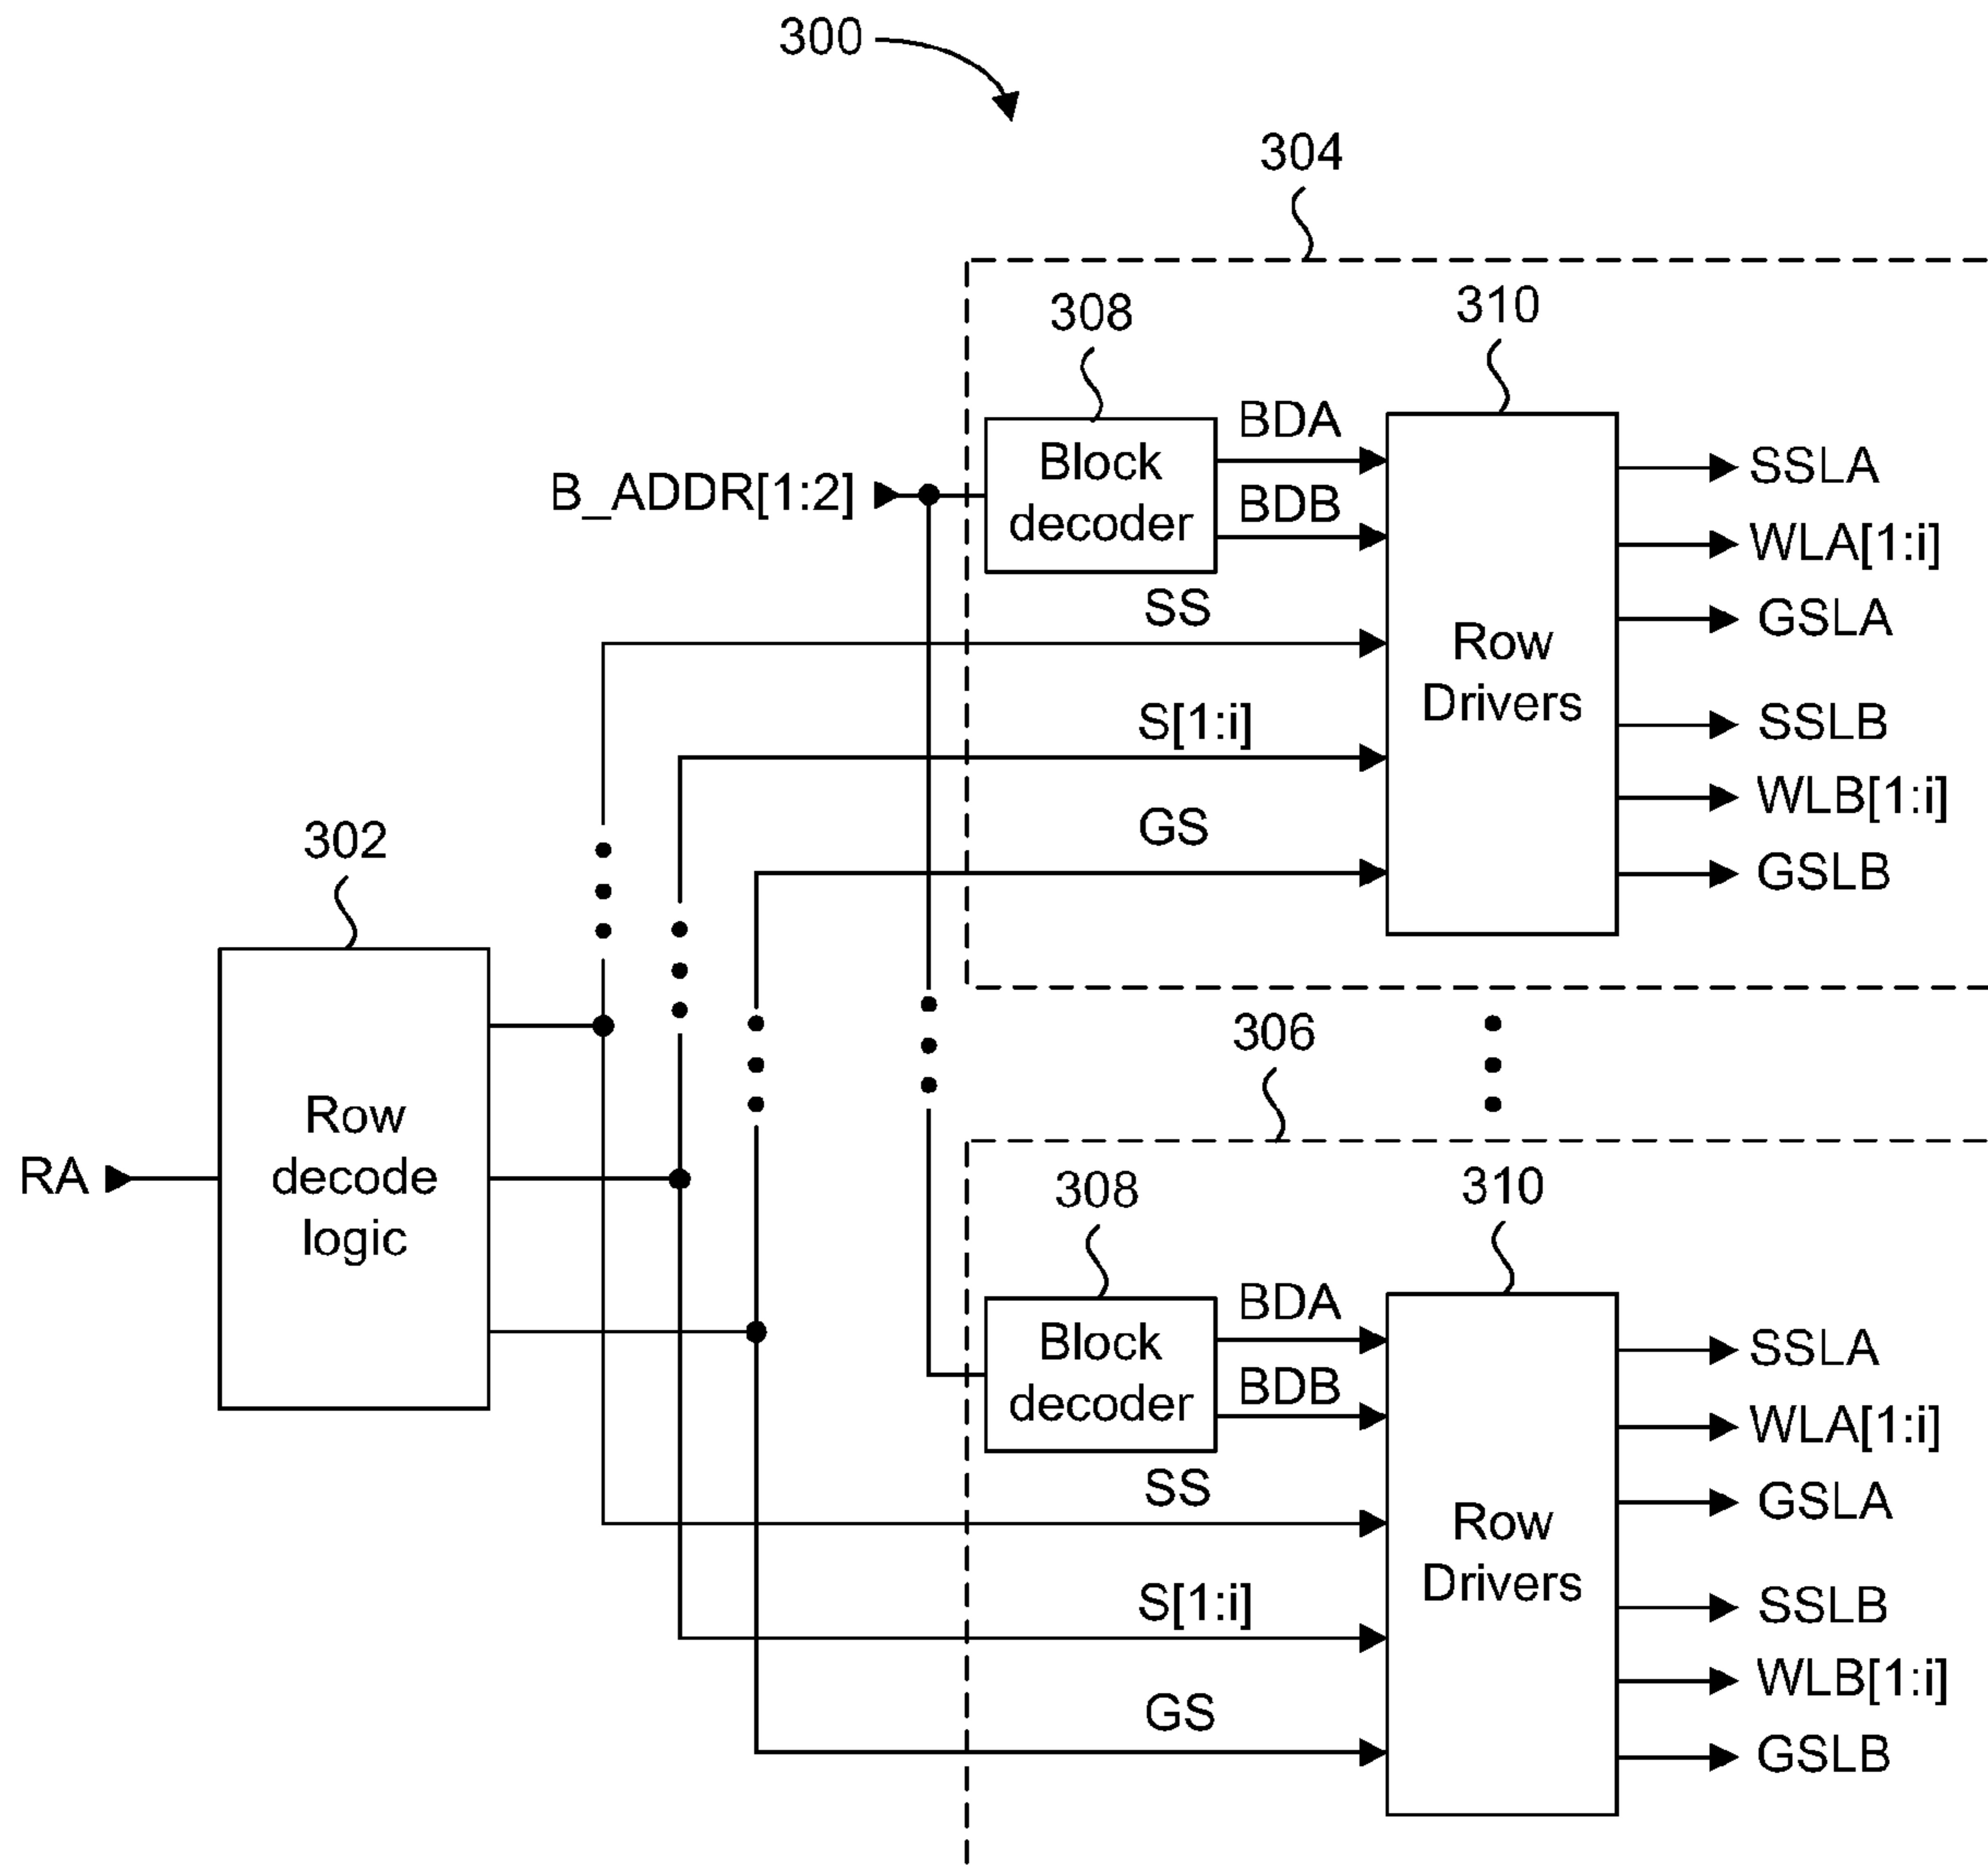 300
304
308
310
B_ADDR[1:2]
Block
decoder
BDA
BDB
SS
S[1:i]
GS
Row
Drivers
SSLA
WLA[1:i]
GSLA
SSLB
WLB[1:i]
GSLB
302
RA
Row
decode
logic
306
308
310
Block
decoder
BDA
BDB
SS
S[1:i]
GS
Row
Drivers
SSLA
WLA[1:i]
GSLA
SSLB
WLB[1:i]
GSLB